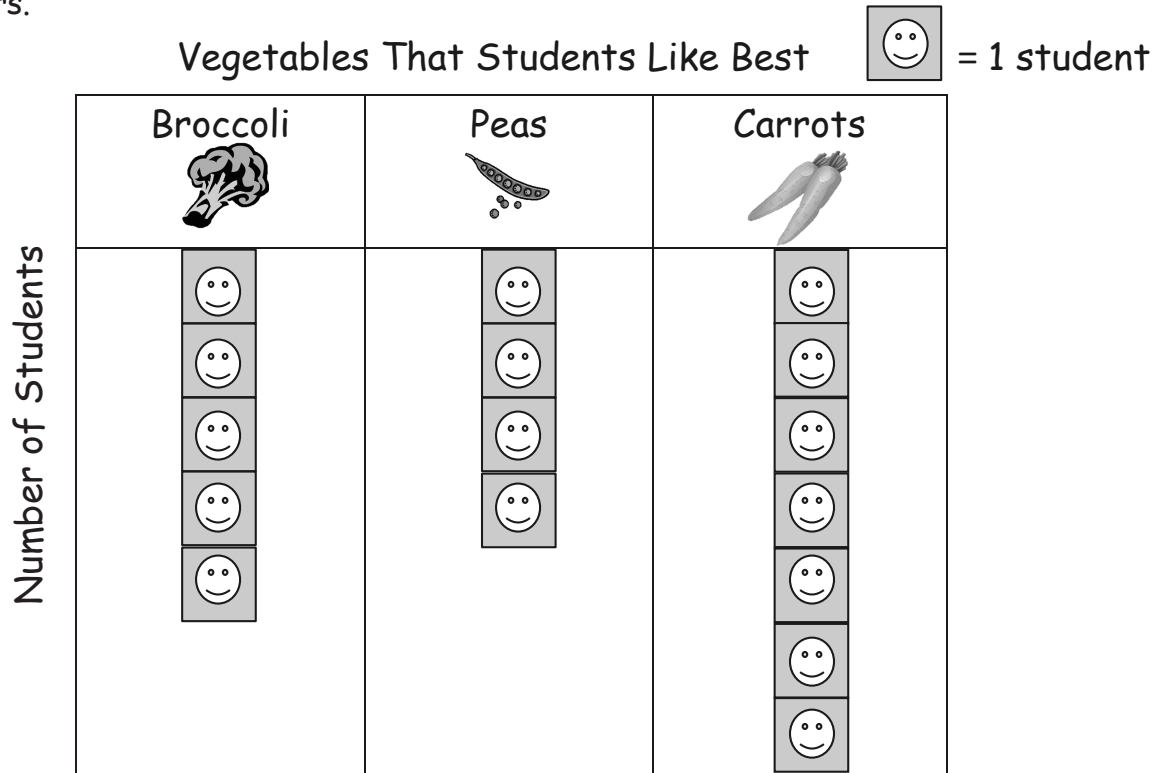 Vegetables That Students Like Best
= 1 student
Broccoli
Peas
Carrots
Number of Students